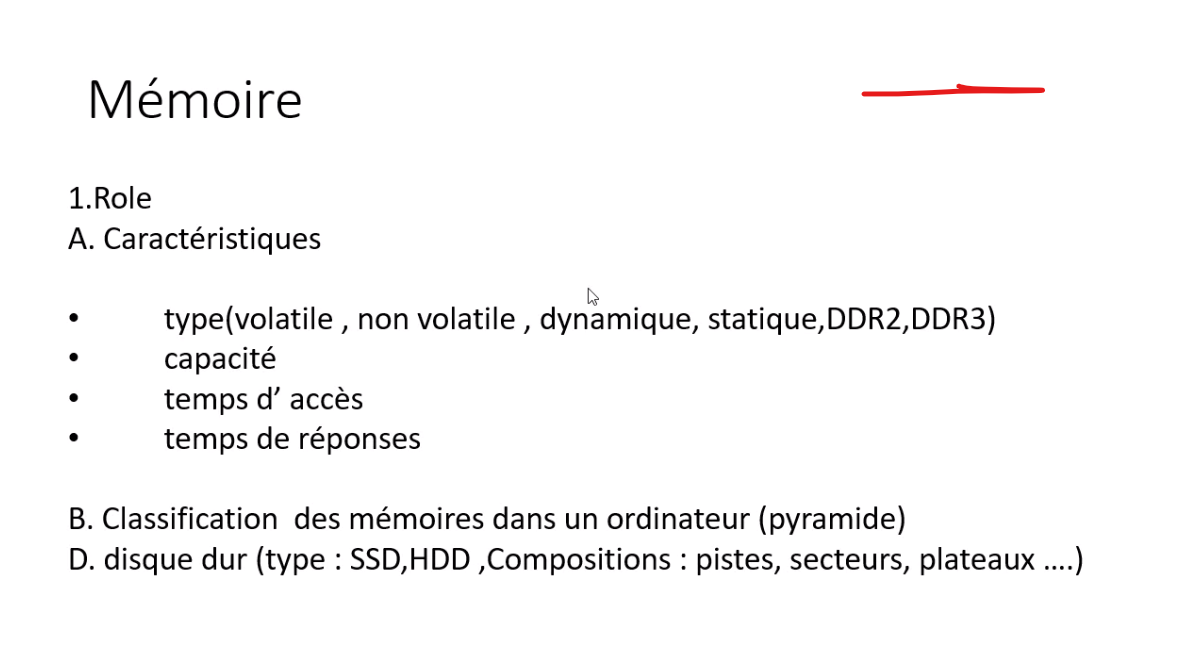 Mémoire
1.Role
A. Caractéristiques
• type(volatile , non volatile , dynamique, statique,DDR2,DDR3)
• capacité
• temps d’ accès
• temps de réponses
B. Classification  des mémoires dans un ordinateur (pyramide)
D. disque dur (type : SSD,HDD ,Compositions : pistes, secteurs, plateaux ....)